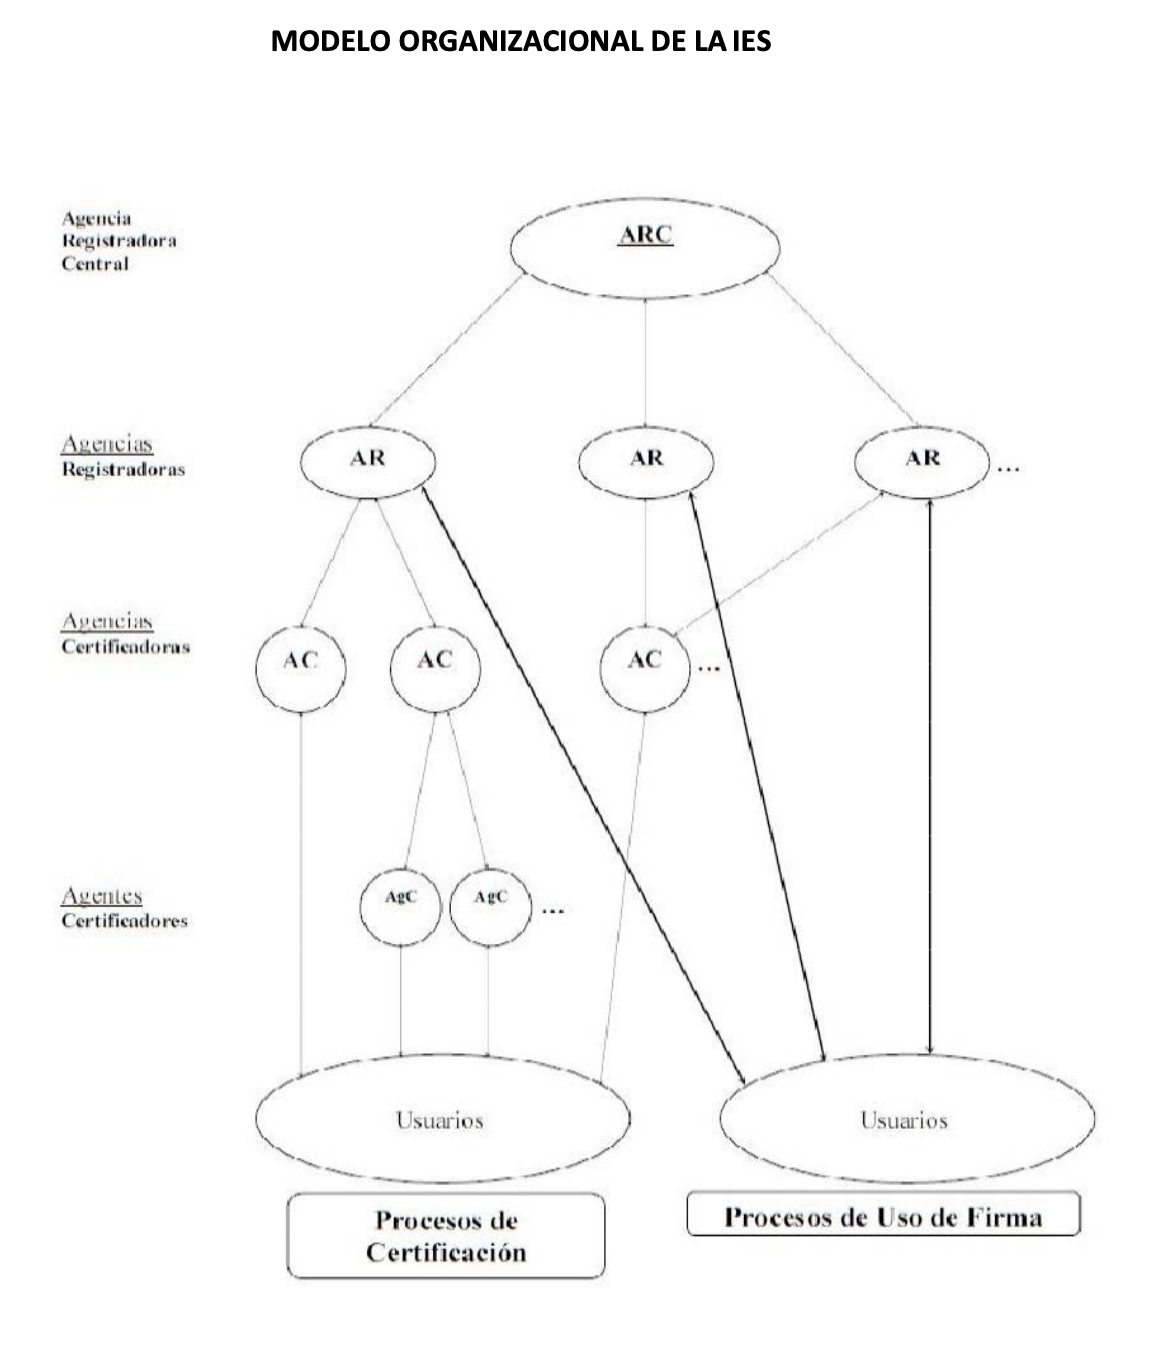 MODELO ORGANIZACIONAL DE LA IES
Agencia
Registradora
Central
ARC
Agencias
Registradoras
AR
AR
AR
...
Agencias
Certificadoras
AC
AC
AC
...
Agentes
Certificadores
AgC
AgC
...
Usuarios
Usuarios
Procesos de
Certificación
Procesos de Uso de Firma